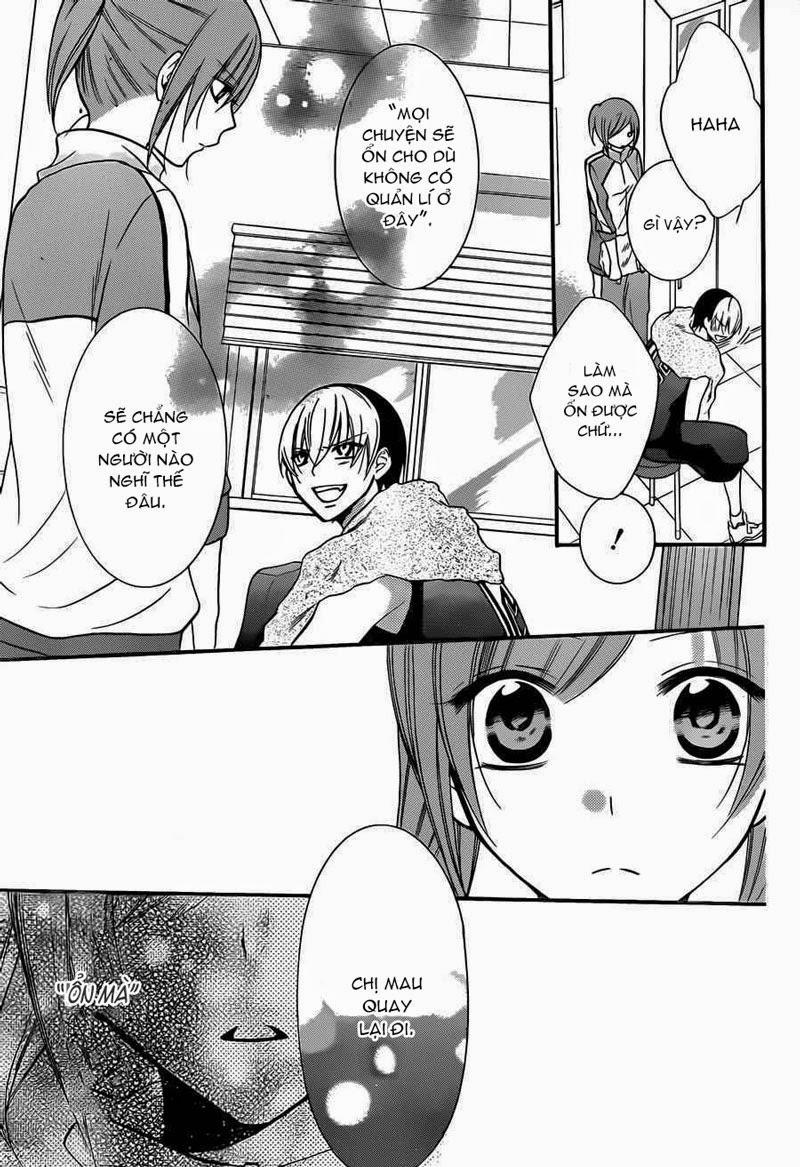 HAHA
GÌ VẬY?
LÀM
SAO MÀ
ỔN ĐƯỢC
CHỨ...
!
"MỌI
CHUYỆN SẼ
ỔN CHO DÙ
KHÔNG CÓ
QUẢN LÍ Ở
ĐÂY".
SẼ CHẲNG
CÓ MỘT
NGƯỜI NÀO
NGHĨ THẾ
ĐÂU.
CHỊ MAU
QUAY
LẠI ĐI.
"ỔN MÀ"